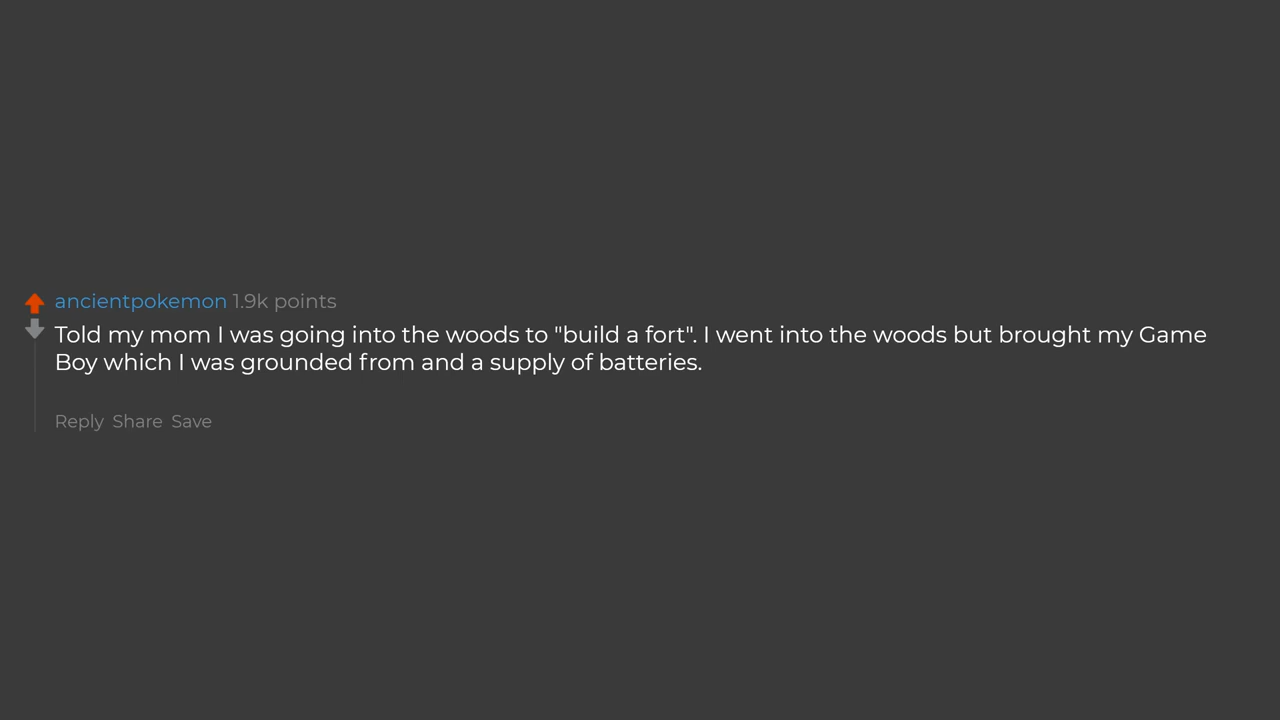 ancientpokemon 1.9k points
Told my mom I was going into the woods to "build a fort". I went into the woods but brought my Game
Boy which I was grounded from and a supply of batteries.
Reply Share Save